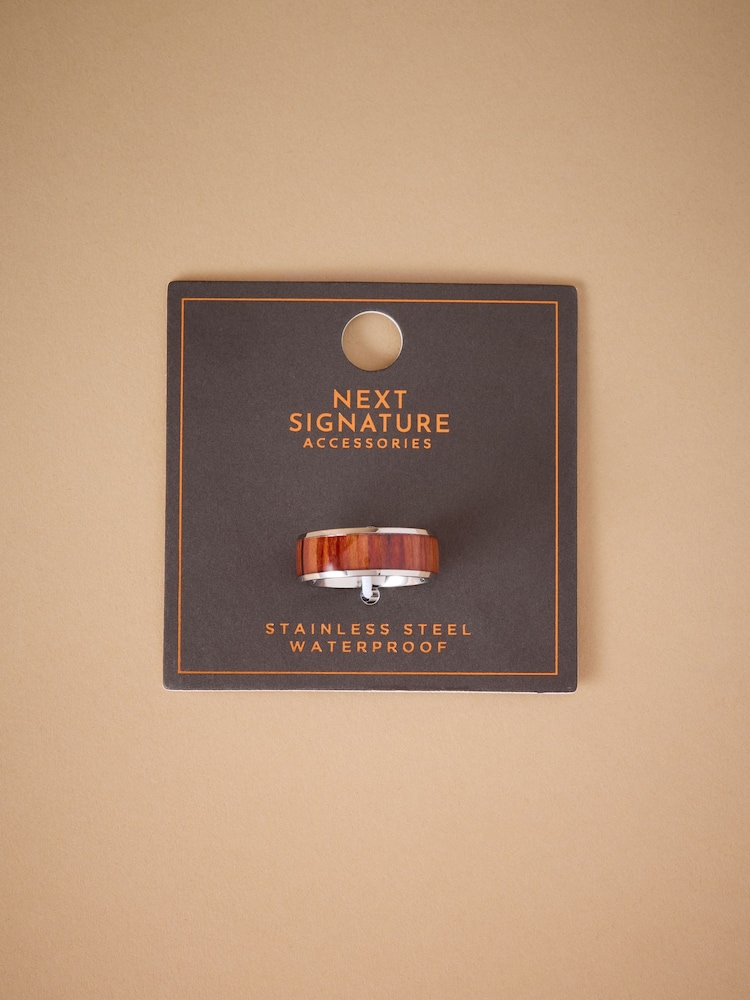 NEXT
SIGNATURE
ACCESSORIES
STAINLESS STEEL
WATERPROOF